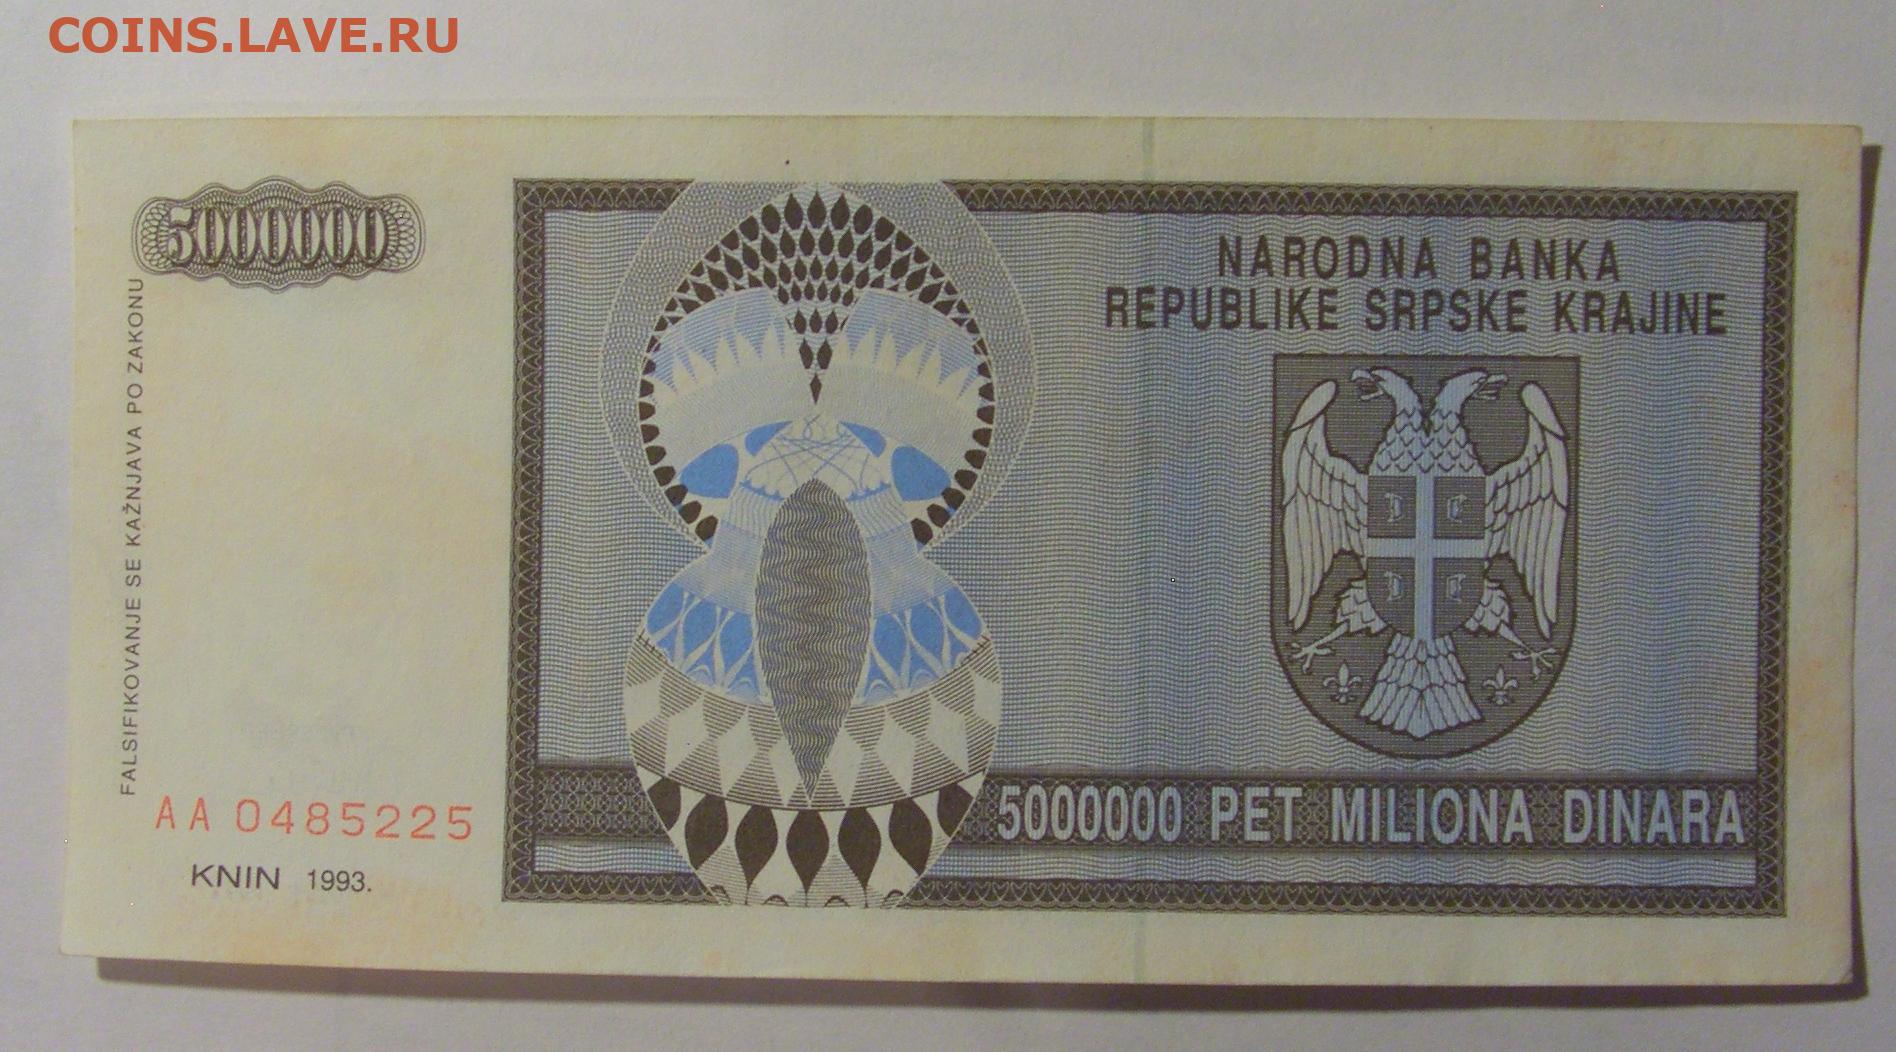 COINS.LAVE.RU
5000000
FALSIFIKOVANJE SE KAŽNJAVA PO ZAKONU
NARODNA BANKA
REPUBLIKE SRPSKE KRAJINE
5000000 PET MILIONA DINARA
AA 0485225
KNIN 1993.